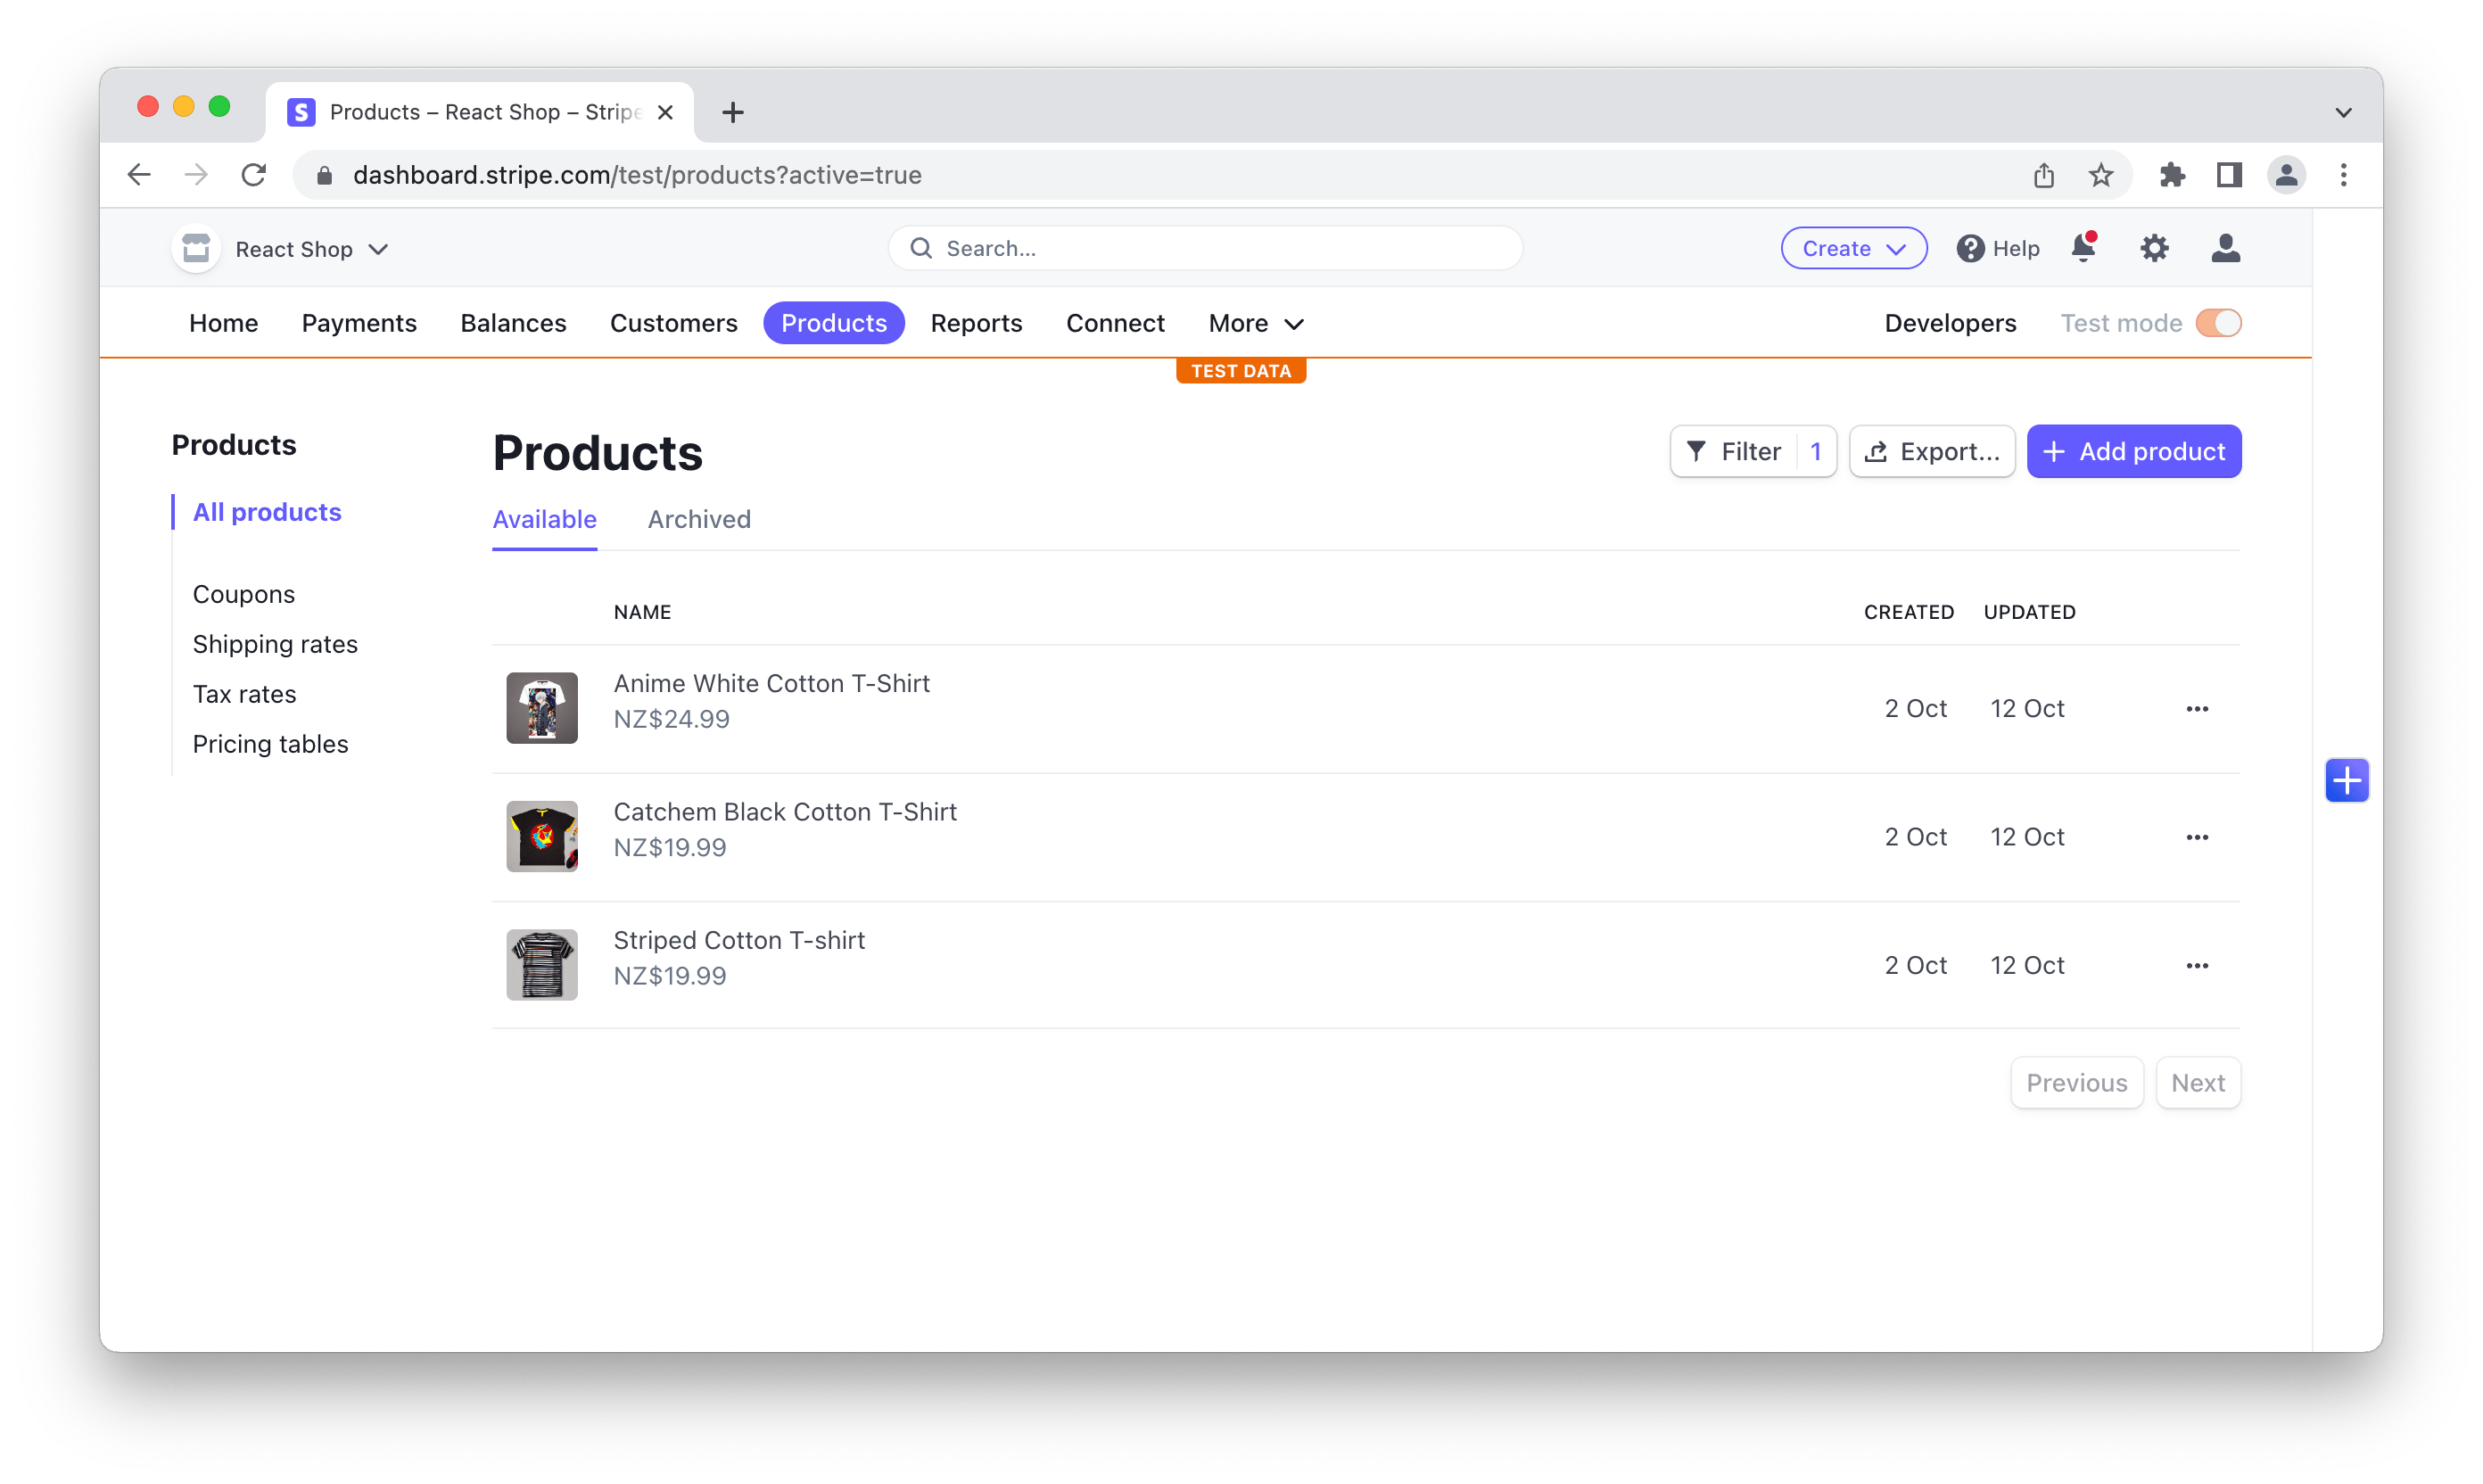 Products – React Shop – Stripe
dashboard.stripe.com/test/products?active=true
React Shop
Search...
Create
Help
Home Payments Balances Customers Products Reports Connect More
Developers Test mode
TEST DATA
Products
All products
Coupons
Shipping rates
Tax rates
Pricing tables
Products
Filter 1
Export...
Add product
Available Archived
NAME CREATED UPDATED
Anime White Cotton T-Shirt
NZ$24.99
2 Oct 12 Oct
Catchem Black Cotton T-Shirt
NZ$19.99
2 Oct 12 Oct
Striped Cotton T-shirt
NZ$19.99
2 Oct 12 Oct
Previous Next